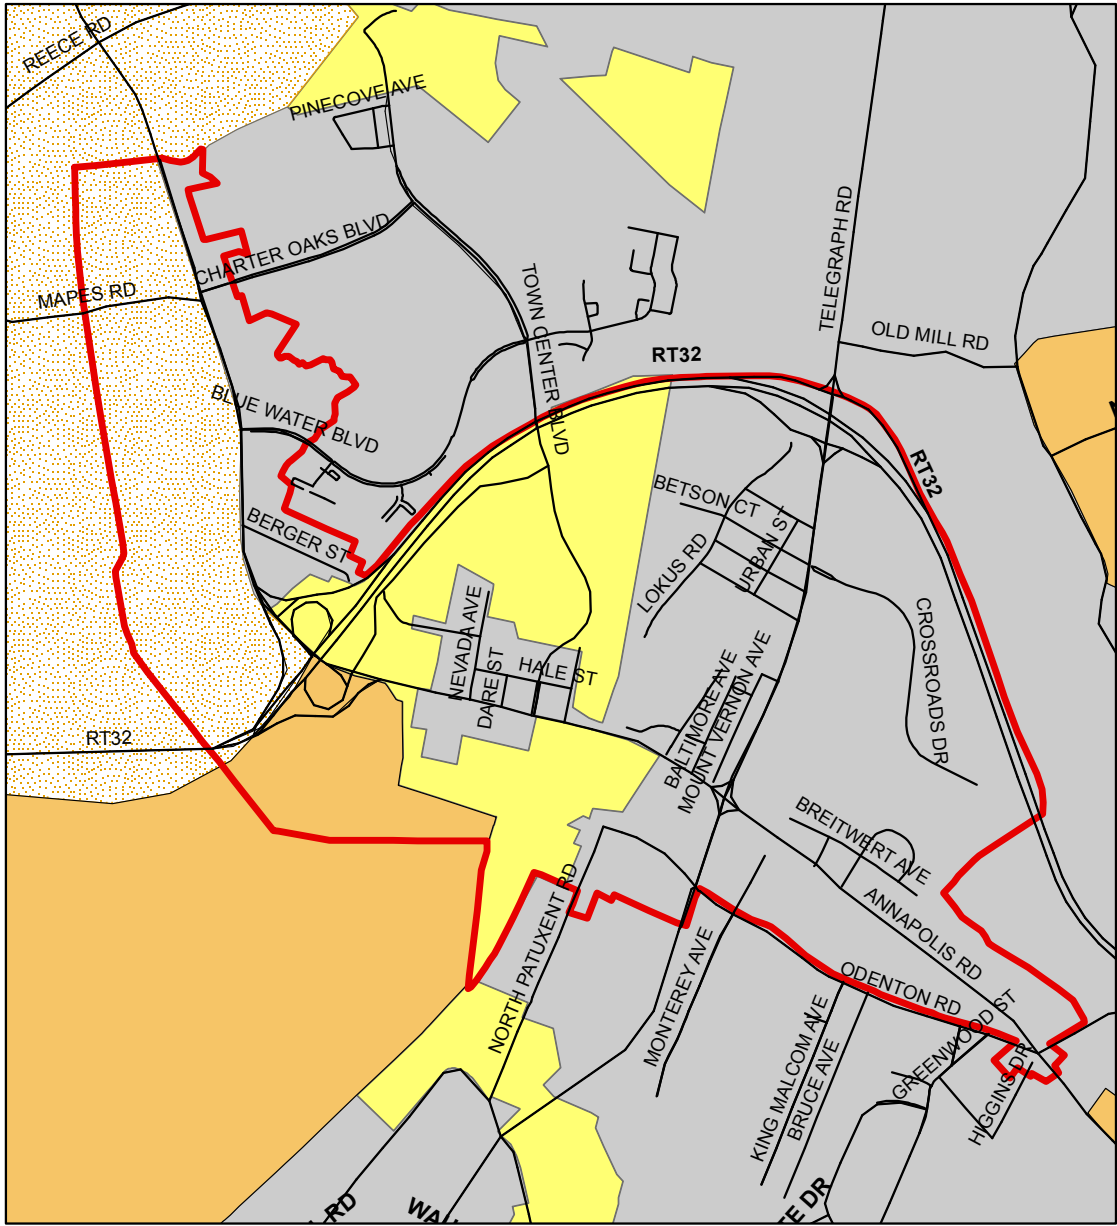 REECE RD
PINECOVE AVE
CHARTER OAKS BLVD
MAPES RD
TOWN CENTER BLVD
TELEGRAPH RD
OLD MILL RD
RT32
BLUE WATER BLVD
RT32
BETSON CT
BERGER ST
URBAN ST
LOKUS RD
CROSSROADS DR
NEVADA AVE
HALE ST
DARE ST
BALTIMORE AVE
MOUNT VERNON AVE
RT32
BREITWERT AVE
ANNAPOLIS RD
NORTH PATUXENT RD
MONTEREY AVE
ODENTON RD
GREENWOOD ST
KING MALCOM AVE
BRUCE AVE
HIGGINS DR
RD
WAU
EE DR